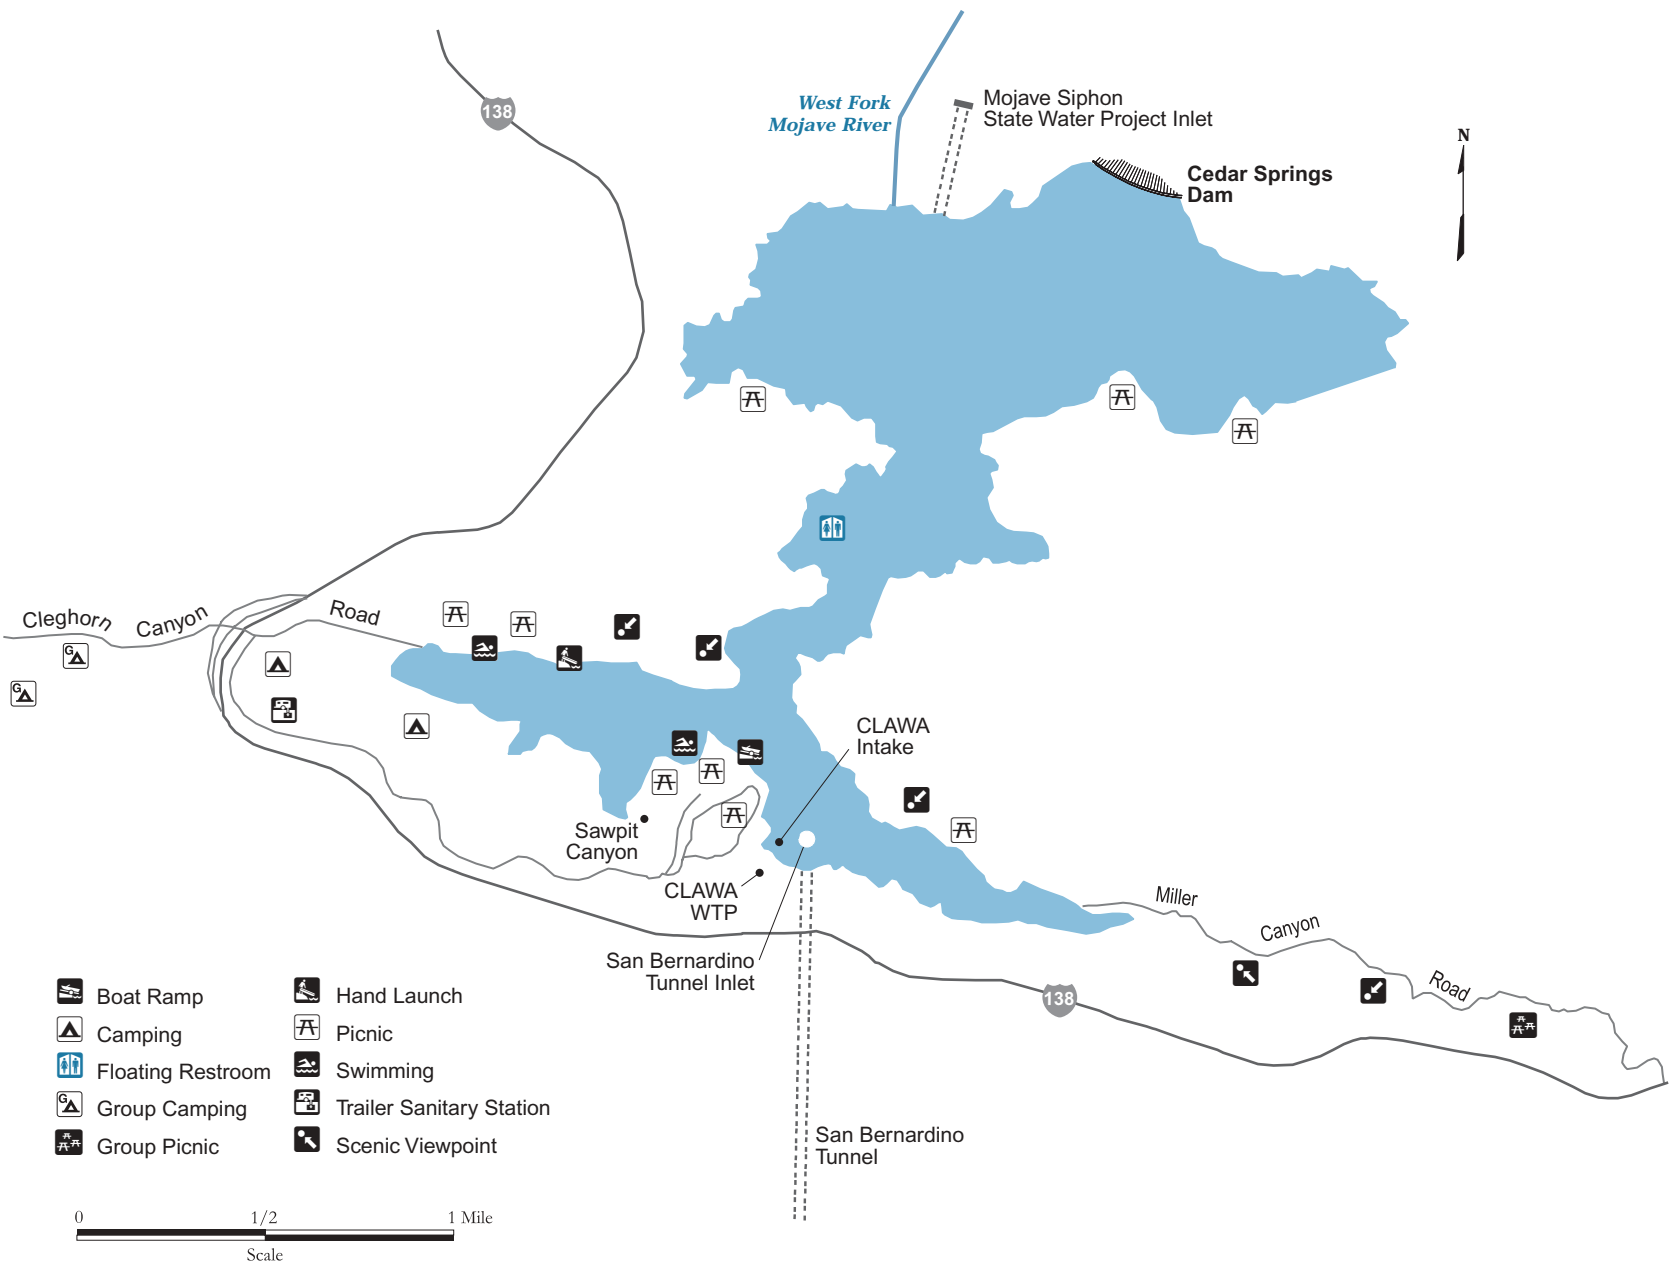 138
West Fork
Mojave River
Mojave Siphon
State Water Project Inlet
N
Cedar Springs
Dam
Cleghorn Canyon Road
G
G
CLAWA
Intake
Sawpit
Canyon
CLAWA
WTP
San Bernardino
Tunnel Inlet
Miller Canyon Road
138
Boat Ramp
Camping
Floating Restroom
G
Group Camping
Group Picnic
Hand Launch
Picnic
Swimming
Trailer Sanitary Station
Scenic Viewpoint
San Bernardino
Tunnel
0 1/2 1 Mile
Scale